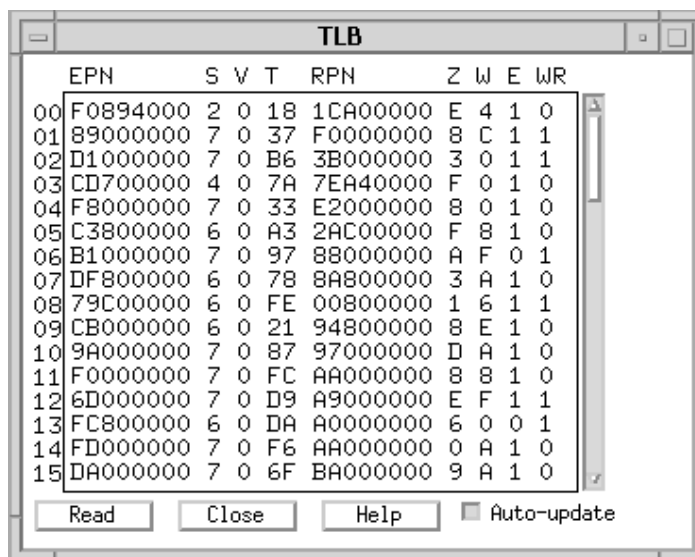 TLB
EPN S V T RPN Z W E WR
00 F0894000 2 0 18 1CA00000 E 4 1 0
01 89000000 7 0 37 F0000000 8 C 1 1
02 D1000000 7 0 B6 3B000000 3 0 1 1
03 CD700000 4 0 7A 7EA40000 F 0 1 0
04 F8000000 7 0 33 E2000000 8 0 1 0
05 C3800000 6 0 A3 2AC00000 F 8 1 0
06 B1000000 7 0 97 88000000 A F 0 1
07 DF800000 6 0 78 8A800000 3 A 1 0
08 79C00000 6 0 FE 00800000 1 6 1 1
09 CB000000 6 0 21 94800000 8 E 1 0
10 9A000000 7 0 87 97000000 D A 1 0
11 F0000000 7 0 FC AA000000 8 8 1 0
12 6D000000 7 0 D9 A9000000 E F 1 1
13 FC800000 6 0 DA A0000000 6 0 0 1
14 FD000000 7 0 F6 AA000000 0 A 1 0
15 DA000000 7 0 6F BA000000 9 A 1 0
Read Close Help Auto-update